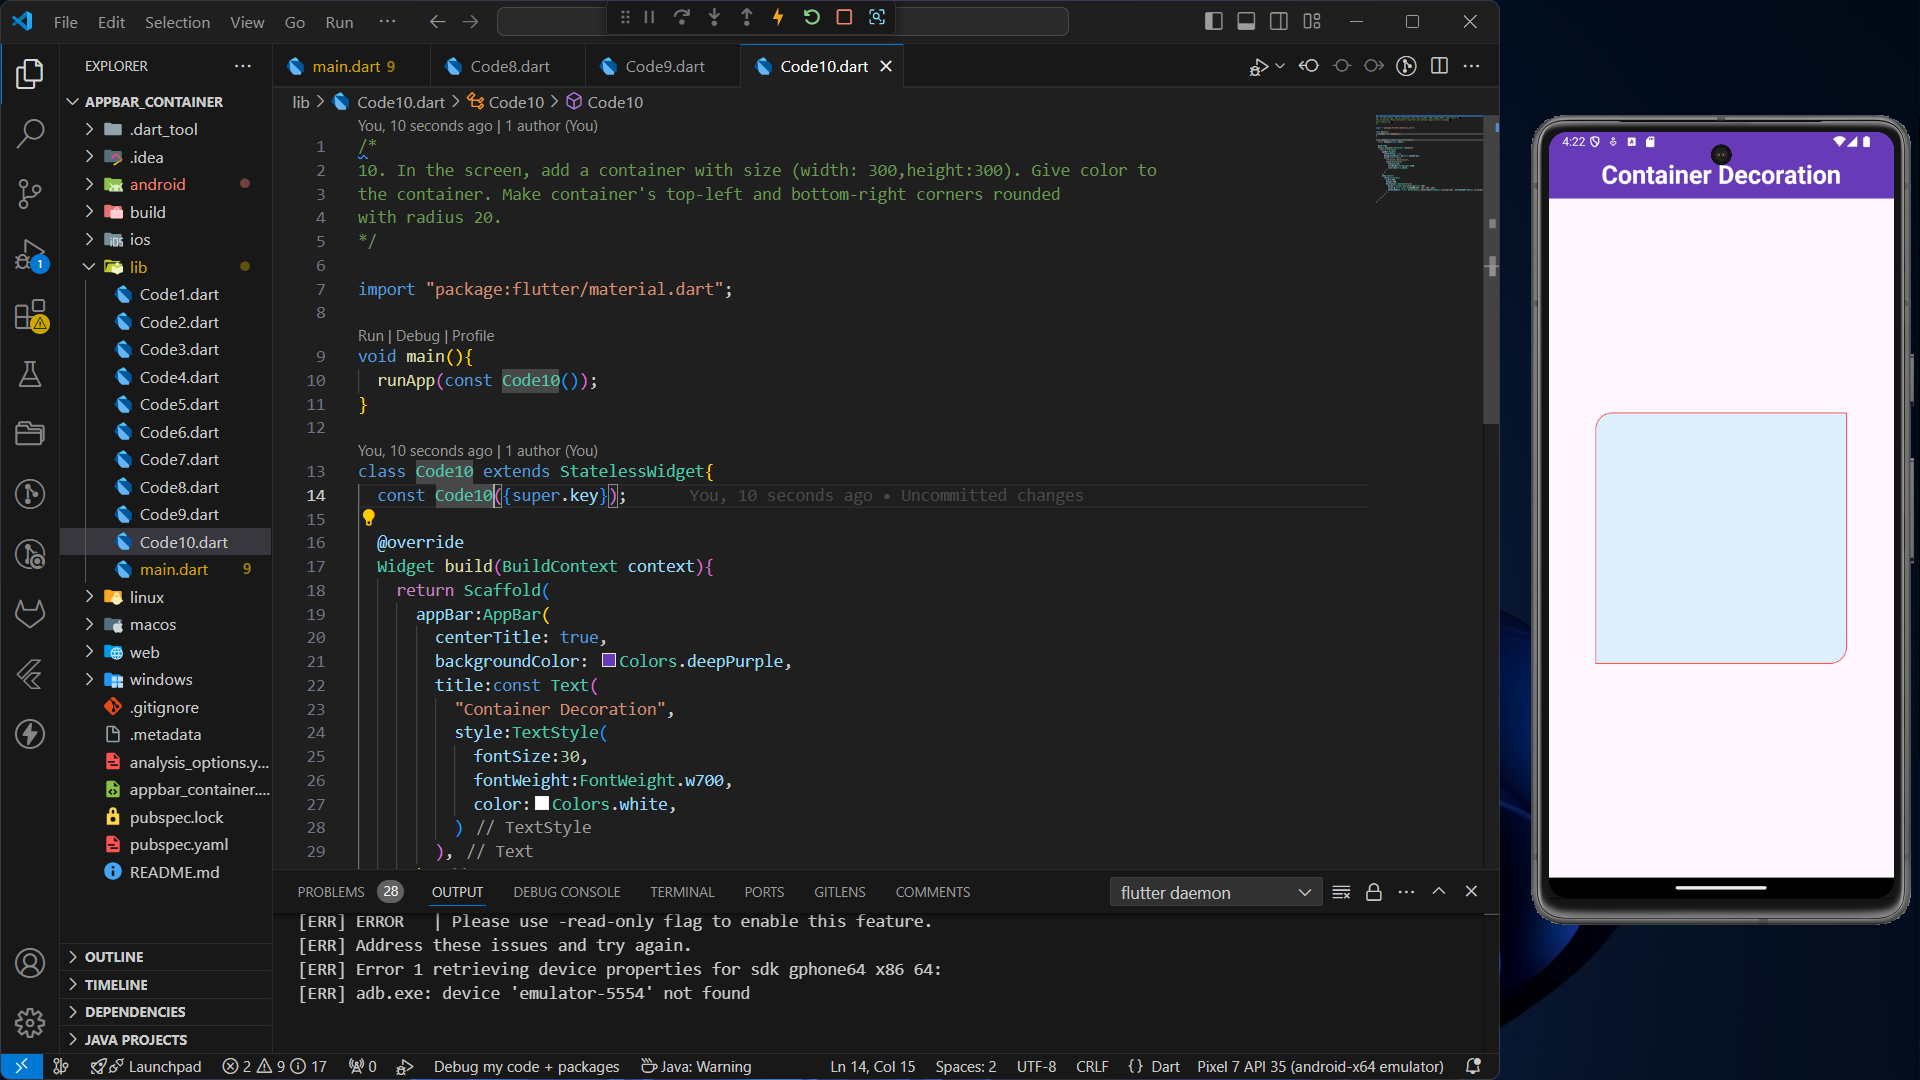 File Edit Selection View Go Run ···
EXPLORER
main.dart 9
Code8.dart
Code9.dart
Code10.dart
APPBAR_CONTAINER
.dart_tool
.idea
android
build
ios
lib
Code1.dart
Code2.dart
Code3.dart
Code4.dart
Code5.dart
Code6.dart
Code7.dart
Code8.dart
Code9.dart
Code10.dart
main.dart 9
linux
macos
web
windows
.gitignore
.metadata
analysis_options.y...
appbar_container....
pubspec.lock
pubspec.yaml
README.md
OUTLINE
TIMELINE
DEPENDENCIES
JAVA PROJECTS
1
lib > Code10.dart > Code10 > Code10
You, 10 seconds ago | 1 author (You)
1 /*
2 10. In the screen, add a container with size (width: 300,height:300). Give color to
3 the container. Make container's top-left and bottom-right corners rounded
4 with radius 20.
5 */
6
7 import "package:flutter/material.dart";
8
Run | Debug | Profile
9 void main(){
10 runApp(const Code10());
11 }
12
You, 10 seconds ago | 1 author (You)
13 class Code10 extends StatelessWidget{
14 const Code10({super.key}); You, 10 seconds ago • Uncommitted changes
15
16 @override
17 Widget build(BuildContext context){
18 return Scaffold(
19 appBar:AppBar(
20 centerTitle: true,
21 backgroundColor: Colors.deepPurple,
22 title:const Text(
23 "Container Decoration",
24 style:TextStyle(
25 fontSize:30,
26 fontWeight:FontWeight.w700,
27 color:Colors.white,
28 ) // TextStyle
29 ), // Text
PROBLEMS 28 OUTPUT DEBUG CONSOLE TERMINAL PORTS GITLENS COMMENTS
flutter daemon
[ERR] ERROR | Please use -read-only flag to enable this feature.
[ERR] Address these issues and try again.
[ERR] Error 1 retrieving device properties for sdk gphone64 x86 64:
[ERR] adb.exe: device 'emulator-5554' not found
Launchpad 2 9 17 0 Debug my code + packages Java: Warning Ln 14, Col 15 Spaces: 2 UTF-8 CRLF {} Dart Pixel 7 API 35 (android-x64 emulator)
4:22
Container Decoration